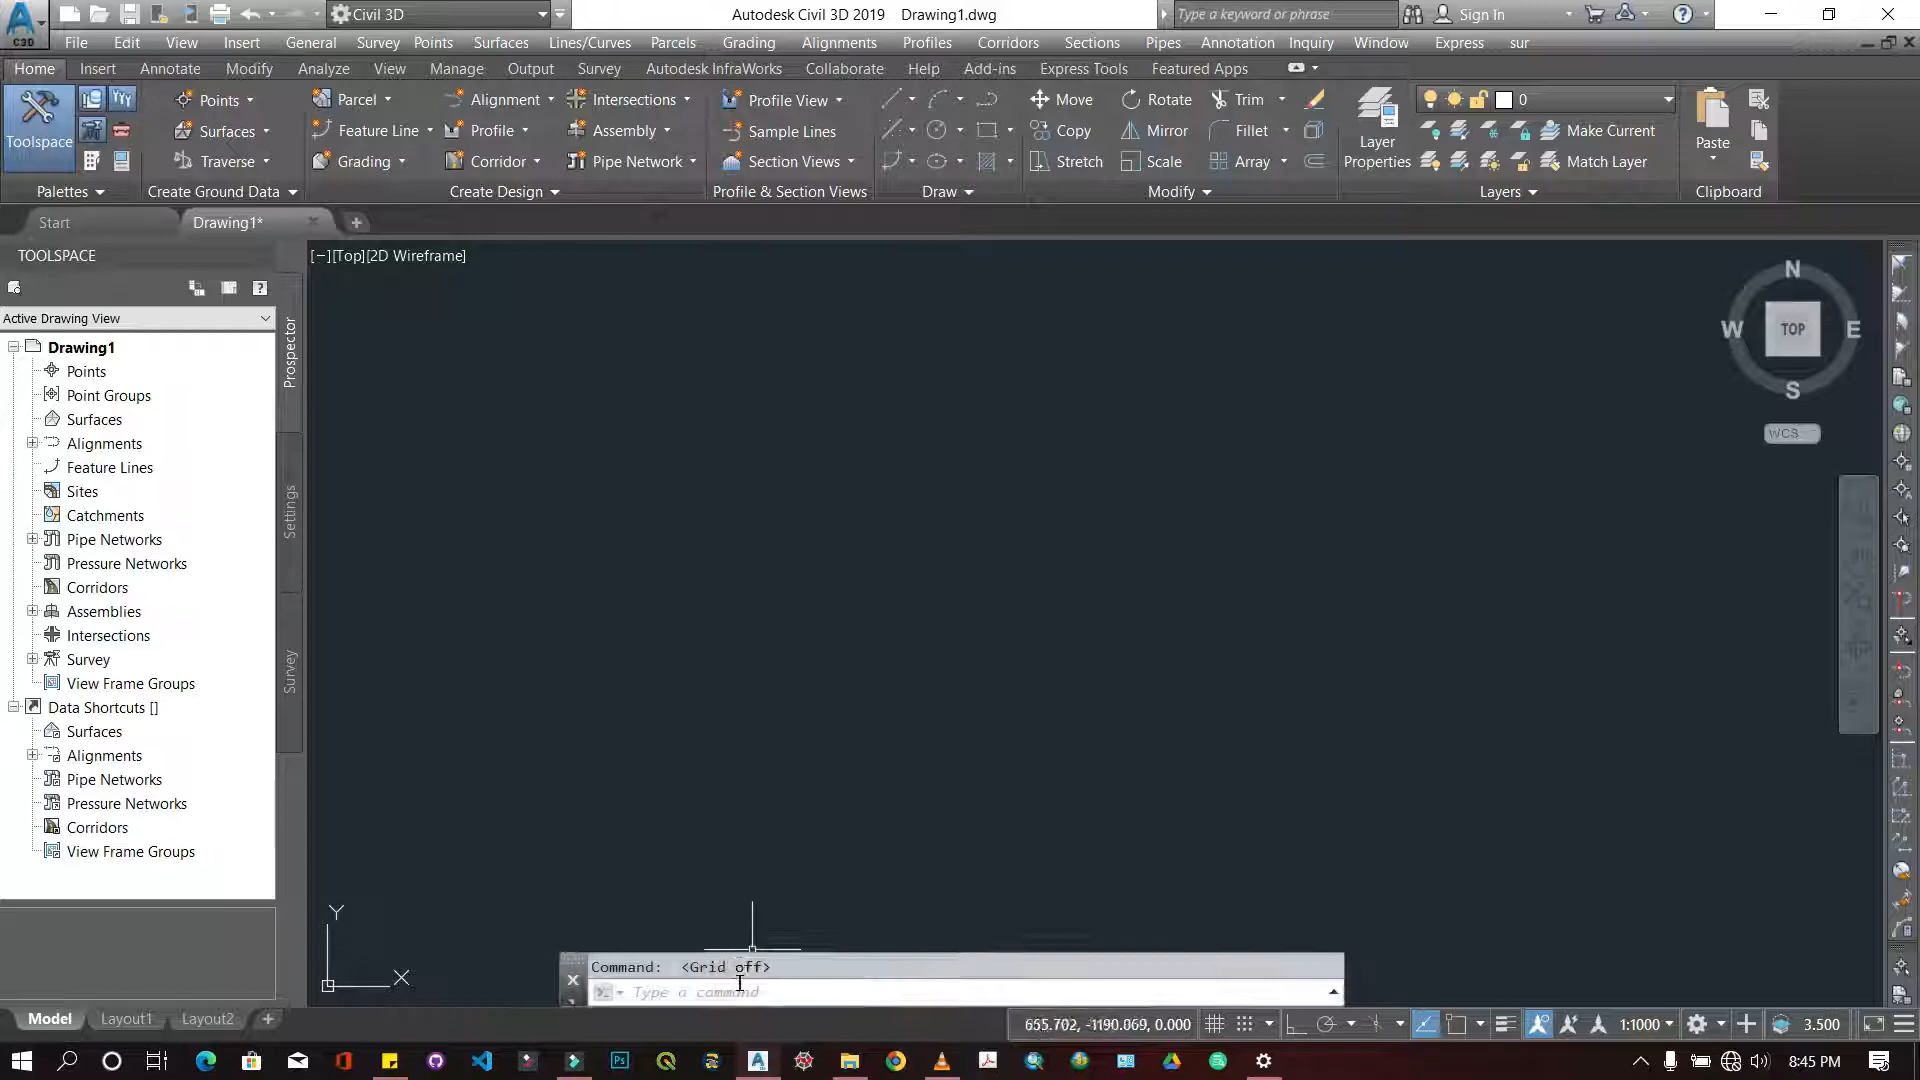 C3D
Civil 3D
Autodesk Civil 3D 2019 Drawing1.dwg
Type a keyword or phrase
Sign In
File Edit View Insert General Survey Points Surfaces Lines/Curves Parcels Grading Alignments Profiles Corridors Sections Pipes Annotation Inquiry Window Express sur
Home Insert Annotate Modify Analyze View Manage Output Survey Autodesk InfraWorks Collaborate Help Add-ins Express Tools Featured Apps
Toolspace
Palettes
Points
Surfaces
Traverse
Create Ground Data
Parcel Alignment Intersections
Feature Line Profile Assembly
Grading Corridor Pipe Network
Create Design
Profile View
Sample Lines
Section Views
Profile & Section Views
Draw
Move Rotate Trim
Copy Mirror Fillet
Stretch Scale Array
Modify
Layer
Properties
0
Make Current
Match Layer
Layers
Paste
Clipboard
Start
Drawing1*
TOOLSPACE
Active Drawing View
Drawing1
Points
Point Groups
Surfaces
Alignments
Feature Lines
Sites
Catchments
Pipe Networks
Pressure Networks
Corridors
Assemblies
Intersections
Survey
View Frame Groups
Data Shortcuts []
Surfaces
Alignments
Pipe Networks
Pressure Networks
Corridors
View Frame Groups
Prospector
Settings
Survey
[−][Top][2D Wireframe]
N
W TOP E
S
WCS
Y
X
Command: <Grid off>
Type a command
Model Layout1 Layout2
655.702, -1190.069, 0.000
1:1000
3.500
Ps
8:45 PM